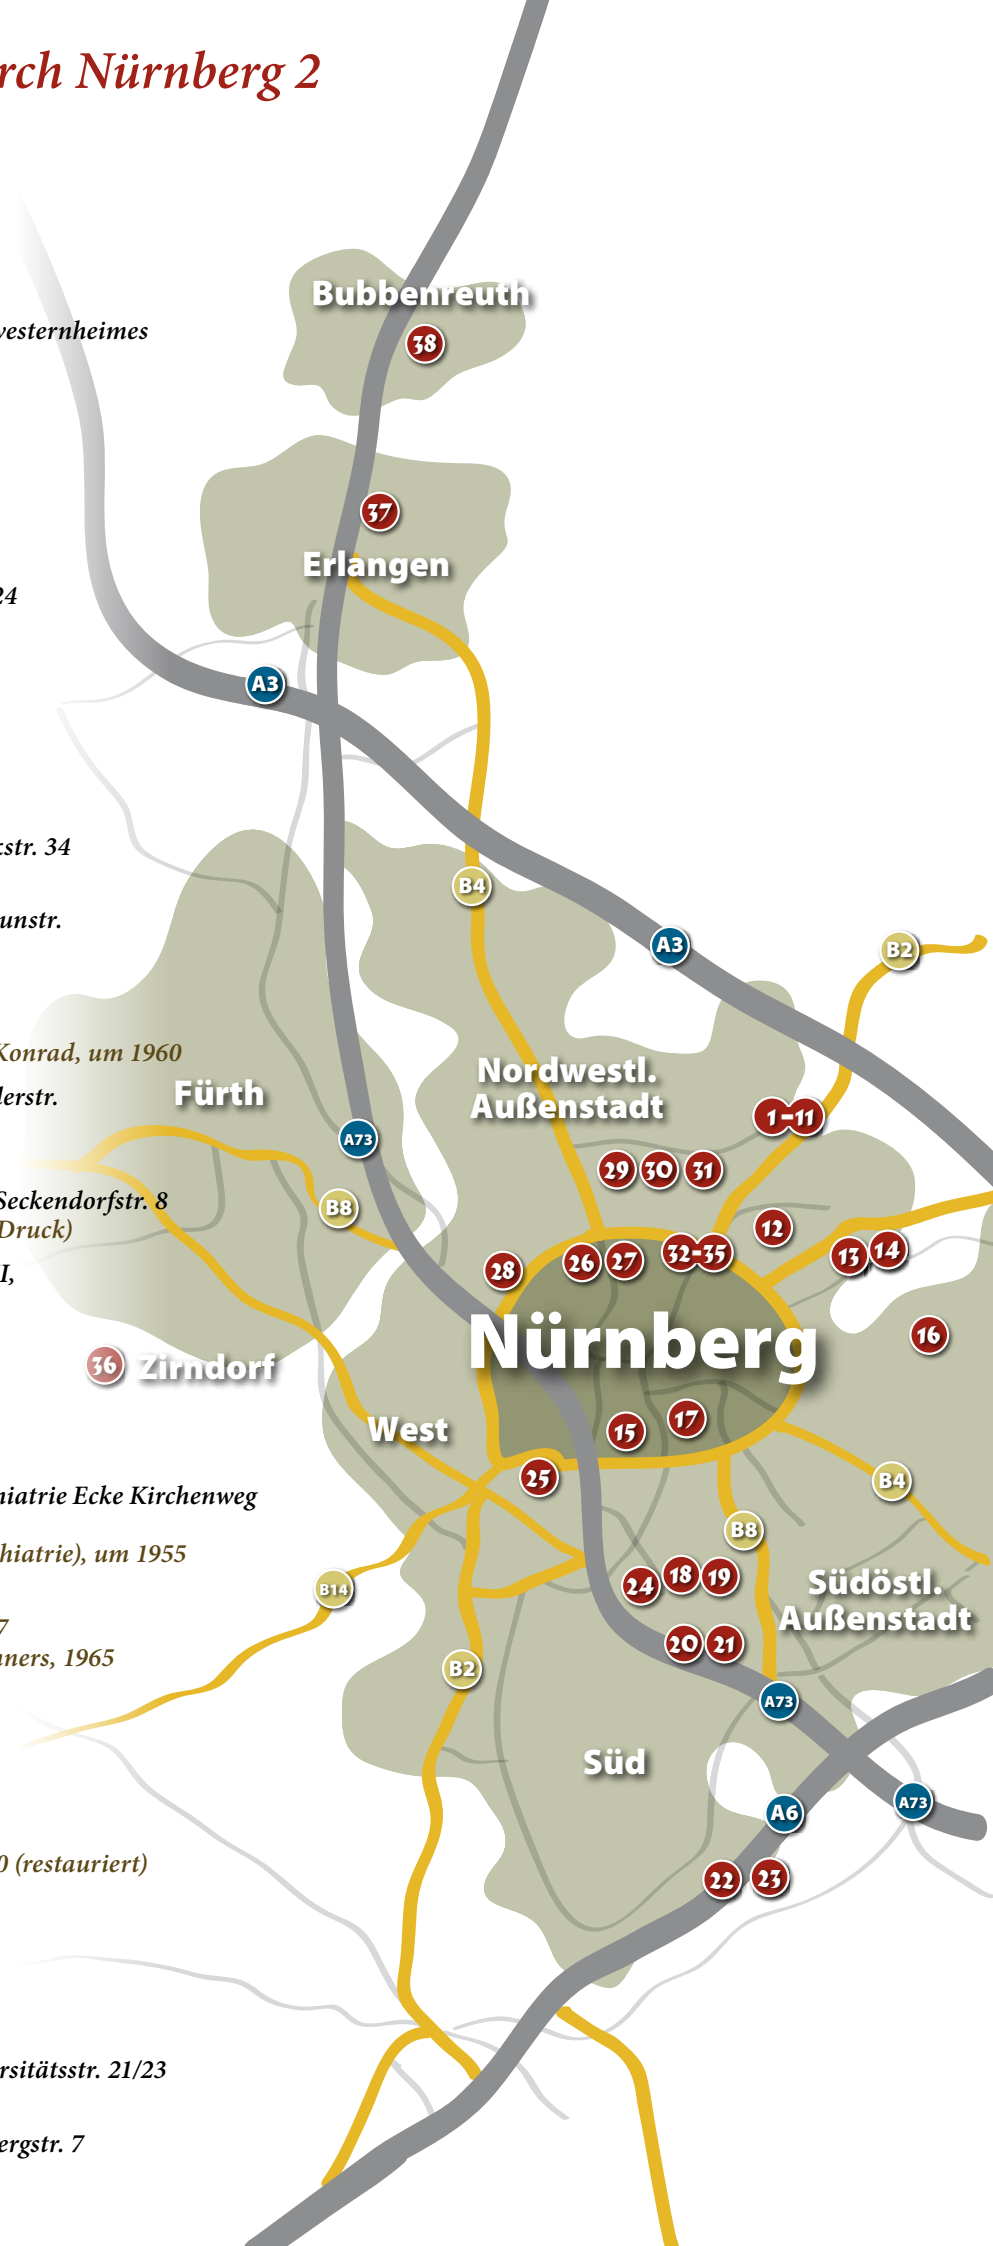 rch Nürnberg 2
Bubbenreuth
vesternheimes
38
37
Erlangen
24
A3
str. 34
B4
unstr.
A3
B2
Konrad, um 1960
Nordwestl.
Außenstadt
Fürth
lerstr.
1-11
A73
29 30 31
Seckendorfstr. 8
B8
Druck)
12
32-35
13 14
26 27
28
I,
Nürnberg
16
36 Zirndorf
17
15
West
25
B4
niatrie Ecke Kirchenweg
B8
hiatrie), um 1955
24 18 19
Südöstl.
Außenstadt
B14
7
20 21
ners, 1965
B2
A73
Süd
A73
A6
0 (restauriert)
22 23
rsitätsstr. 21/23
ergstr. 7